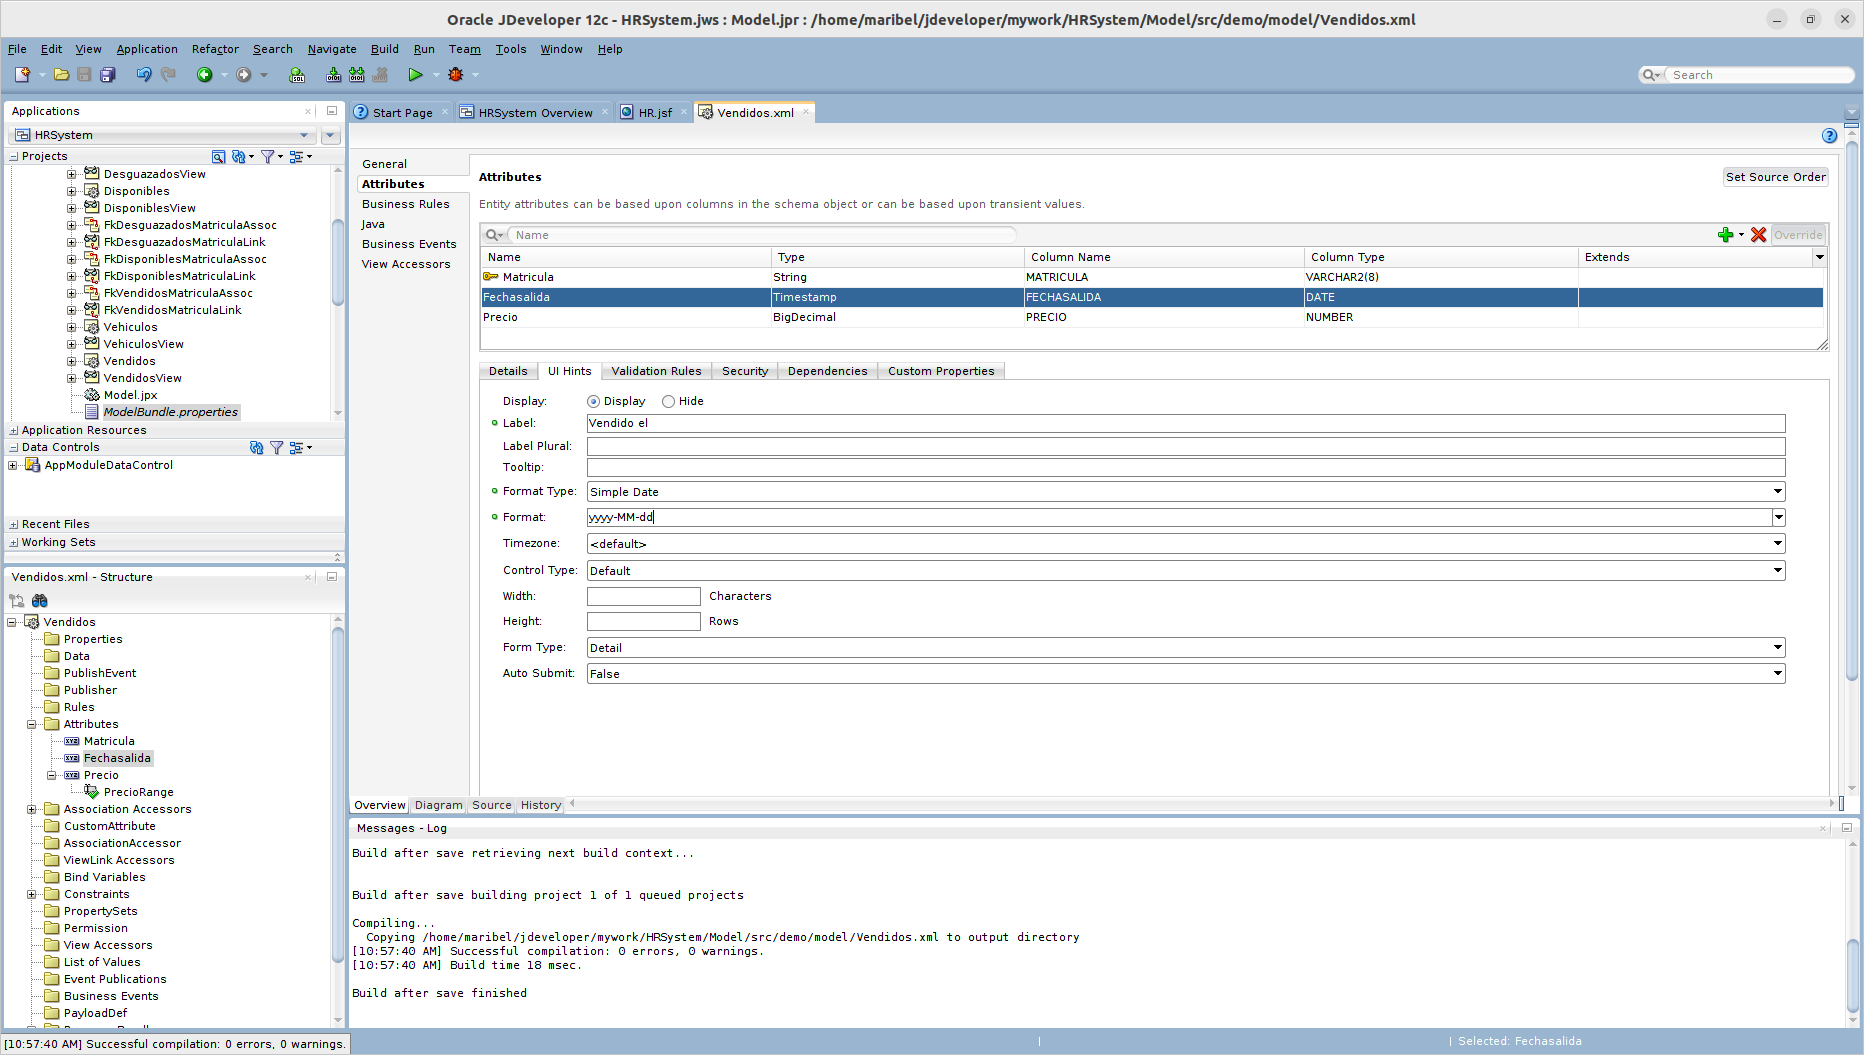 Oracle JDeveloper 12c - HRSystem.jws : Model.jpr : /home/maribel/jdeveloper/mywork/HRSystem/Model/src/demo/model/Vendidos.xml
File Edit View Application Refactor Search Navigate Build Run Team Tools Window Help
Search
Applications
HRSystem
Projects
DesguazadosView
Disponibles
DisponiblesView
FkDesguazadosMatriculaAssoc
FkDesguazadosMatriculaLink
FkDisponiblesMatriculaAssoc
FkDisponiblesMatriculaLink
FkVendidosMatriculaAssoc
FkVendidosMatriculaLink
Vehiculos
VehiculosView
Vendidos
VendidosView
Model.jpx
ModelBundle.properties
Application Resources
Data Controls
AppModuleDataControl
Recent Files
Working Sets
Vendidos.xml - Structure
Vendidos
Properties
Data
PublishEvent
Publisher
Rules
Attributes
Matricula
Fechasalida
Precio
PrecioRange
Association Accessors
CustomAttribute
AssociationAccessor
ViewLink Accessors
Bind Variables
Constraints
PropertySets
Permission
View Accessors
List of Values
Event Publications
Business Events
PayloadDef
Start Page HRSystem Overview HR.jsf Vendidos.xml
General
Attributes
Business Rules
Java
Business Events
View Accessors
Attributes
Set Source Order
Entity attributes can be based upon columns in the schema object or can be based upon transient values.
Name Override
Name Type Column Name Column Type Extends
Matricula String MATRICULA VARCHAR2(8)
Fechasalida Timestamp FECHASALIDA DATE
Precio BigDecimal PRECIO NUMBER
Details UI Hints Validation Rules Security Dependencies Custom Properties
Display: Display Hide
Label: Vendido el
Label Plural:
Tooltip:
Format Type: Simple Date
Format: yyyy-MM-dd
Timezone: <default>
Control Type: Default
Width: Characters
Height: Rows
Form Type: Detail
Auto Submit: False
Overview Diagram Source History
Messages - Log
Build after save retrieving next build context...
Build after save building project 1 of 1 queued projects
Compiling...
Copying /home/maribel/jdeveloper/mywork/HRSystem/Model/src/demo/model/Vendidos.xml to output directory
[10:57:40 AM] Successful compilation: 0 errors, 0 warnings.
[10:57:40 AM] Build time 18 msec.
Build after save finished
[10:57:40 AM] Successful compilation: 0 errors, 0 warnings.
Selected: Fechasalida